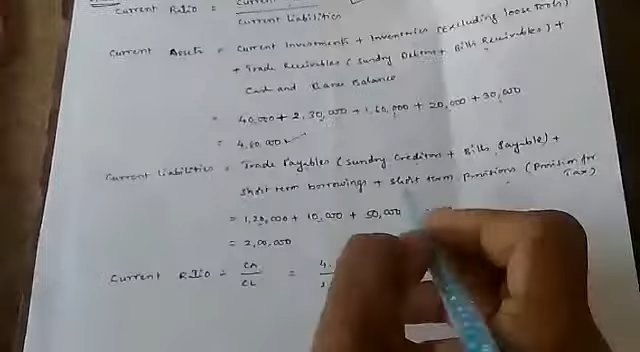 Current Ratio =
Current Liabilities
Current Assets = Current Investments + Inventories (Excluding loose Tools)
+ Trade Receivables (Sundry Debtors + Bills Receivables) +
Cash and Bank Balance
= 40,000 + 2,30,000 + 1,60,000 + 20,000 + 30,000
= 4,80,000
Current Liabilities = Trade Payables (Sundry Creditors + Bills Payable) +
Short term borrowings + Short term Provisions (Provision for
Tax)
= 1,20,000 + 10,000 + 50,000
= 2,00,000
Current Ratio = CA
CL
= 4.